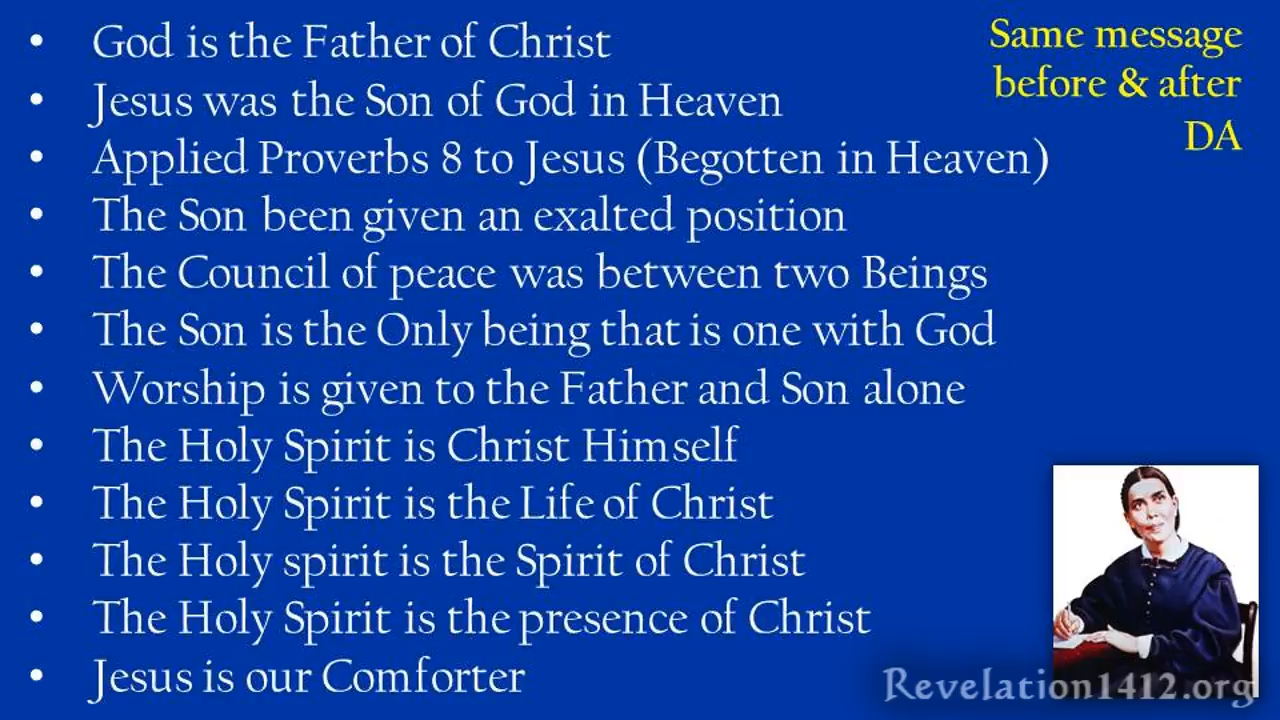 • God is the Father of Christ
• Jesus was the Son of God in Heaven
• Applied Proverbs 8 to Jesus (Begotten in Heaven)
• The Son been given an exalted position
• The Council of peace was between two Beings
• The Son is the Only being that is one with God
• Worship is given to the Father and Son alone
• The Holy Spirit is Christ Himself
• The Holy Spirit is the Life of Christ
• The Holy spirit is the Spirit of Christ
• The Holy Spirit is the presence of Christ
• Jesus is our Comforter
Same message
before & after
DA
Revelation1412.org